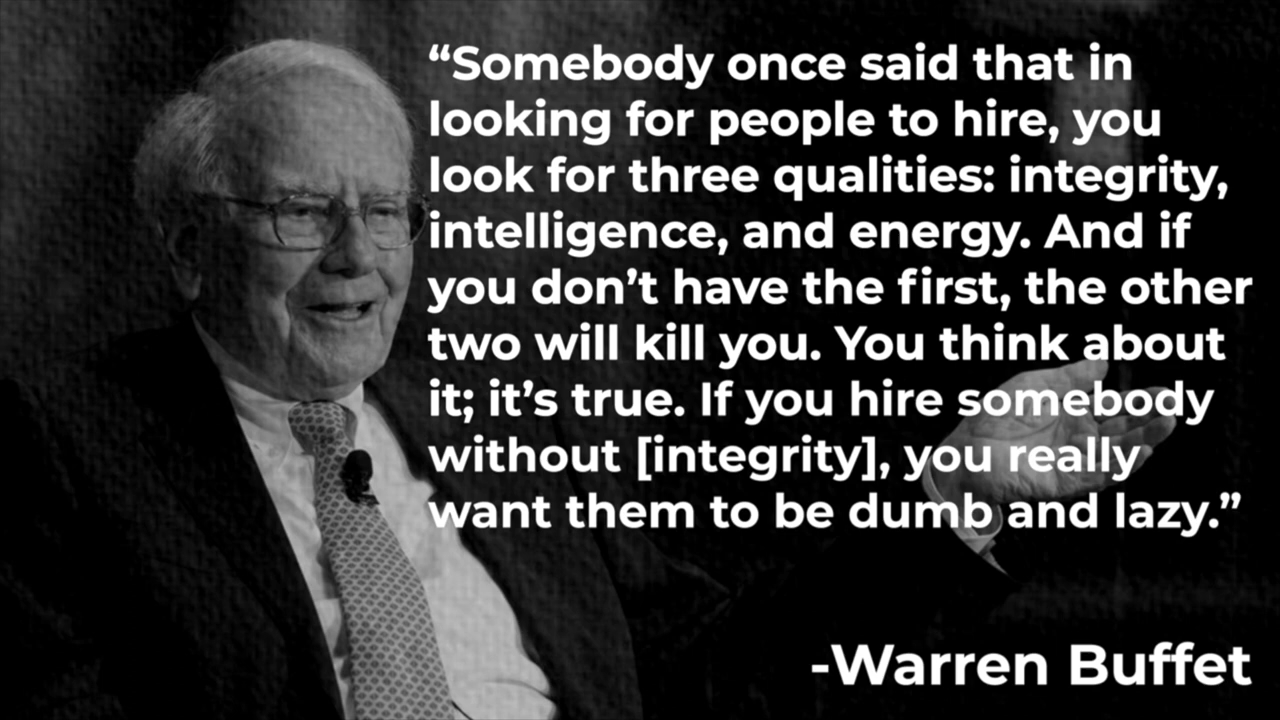 “Somebody once said that in
looking for people to hire, you
look for three qualities: integrity,
intelligence, and energy. And if
you don’t have the first, the other
two will kill you. You think about
it; it’s true. If you hire somebody
without [integrity], you really
want them to be dumb and lazy.”
-Warren Buffet